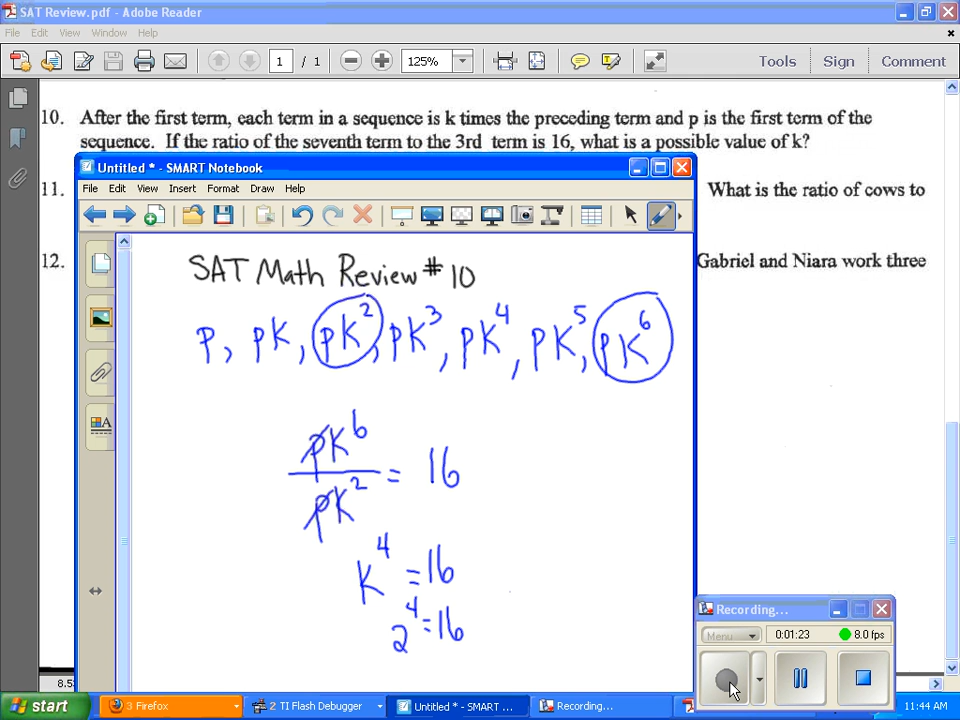 SAT Review.pdf - Adobe Reader
File Edit View Window Help
1 / 1 125% Tools Sign Comment
10. After the first term, each term in a sequence is k times the preceding term and p is the first term of the
sequence. If the ratio of the seventh term to the 3rd term is 16, what is a possible value of k?
11. What is the ratio of cows to
12. Gabriel and Niara work three
Untitled * - SMART Notebook
File Edit View Insert Format Draw Help
SAT Math Review # 10
p, pK, pK², pK³, pK⁴, pK⁵, pK⁶
pK⁶
= 16
pK²
K⁴ = 16
2⁴ = 16
Recording...
Menu 0:01:23 8.0 fps
start 3 Firefox 2 TI Flash Debugger Untitled * - SMART ... Recording... 11:44 AM